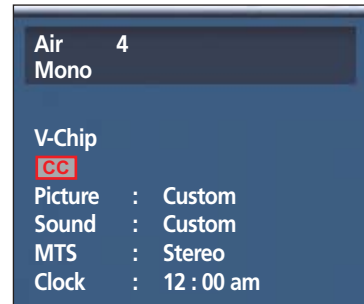 Air 4
Mono
V-Chip
CC
Picture : Custom
Sound : Custom
MTS : Stereo
Clock : 12 : 00 am